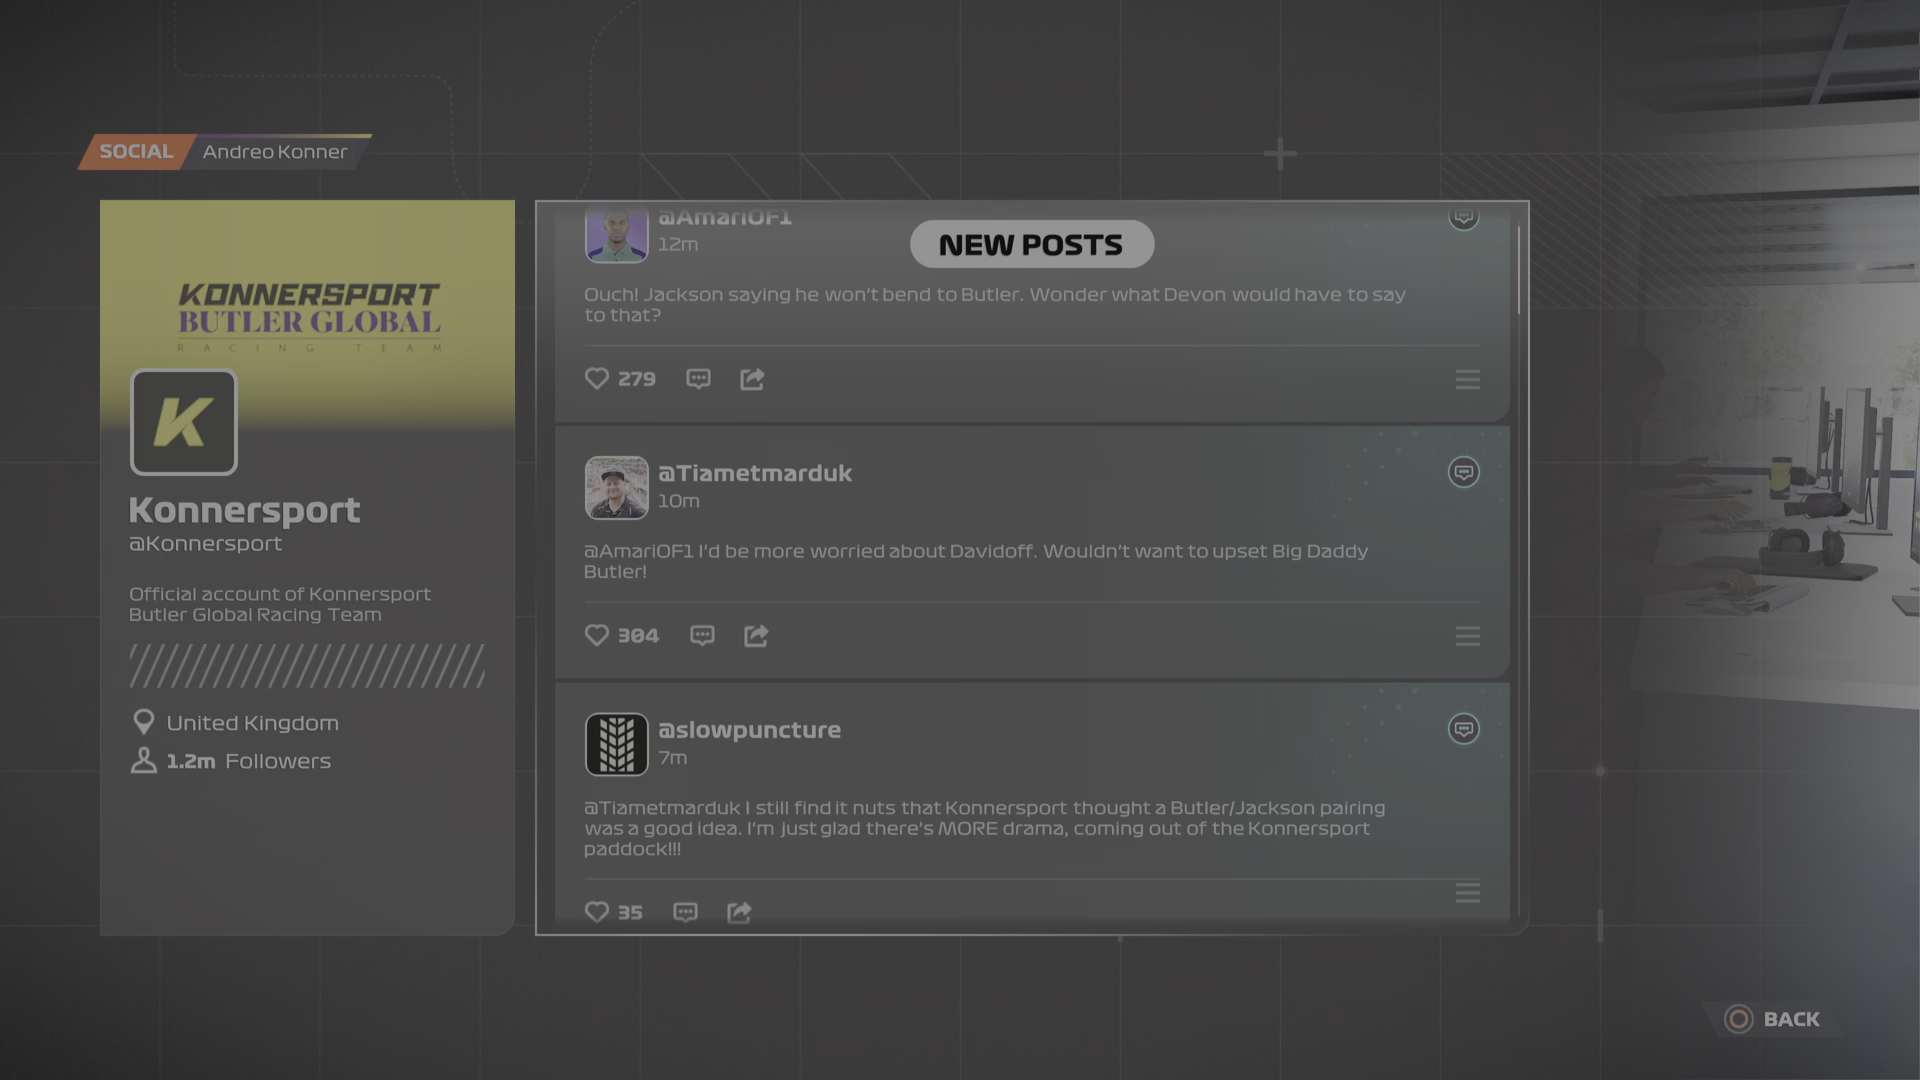 SOCIAL Andreo Konner
KONNERSPORT
BUTLER GLOBAL
RACING TEAM
K
Konnersport
@Konnersport
Official account of Konnersport
Butler Global Racing Team
United Kingdom
1.2m Followers
NEW POSTS
@AmariOF1
12m
Ouch! Jackson saying he won't bend to Butler. Wonder what Devon would have to say
to that?
279
@Tiametmarduk
10m
@AmariOF1 I'd be more worried about Davidoff. Wouldn't want to upset Big Daddy
Butler!
304
@slowpuncture
7m
@Tiametmarduk I still find it nuts that Konnersport thought a Butler/Jackson pairing
was a good idea. I'm just glad there's MORE drama, coming out of the Konnersport
paddock!!!
35
BACK